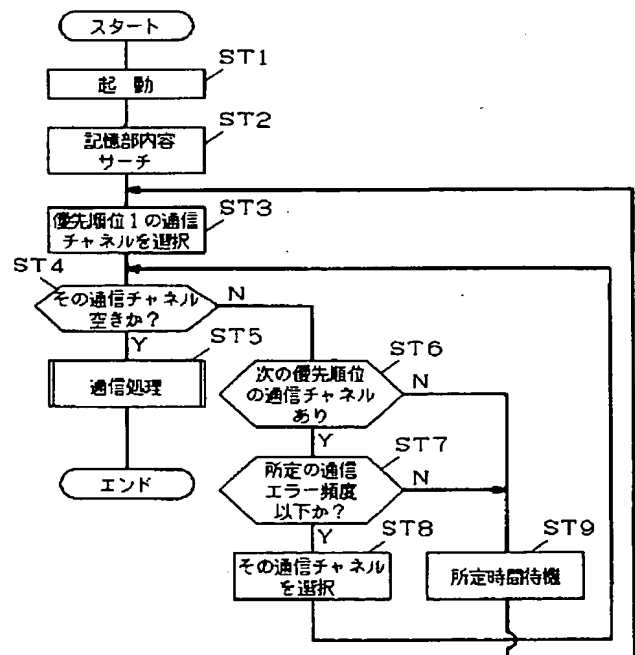 スタート
ST1
起動
ST2
記憶部内容
サーチ
ST3
優先順位1の通信
チャネルを選択
ST4
その通信チャネル
空きか?
N
Y
ST5
通信処理
エンド
ST6
次の優先順位
の通信チャネル
あり
N
Y
ST7
所定の通信
エラー頻度
以下か?
N
Y
ST8
その通信チャネル
を選択
ST9
所定時間待機